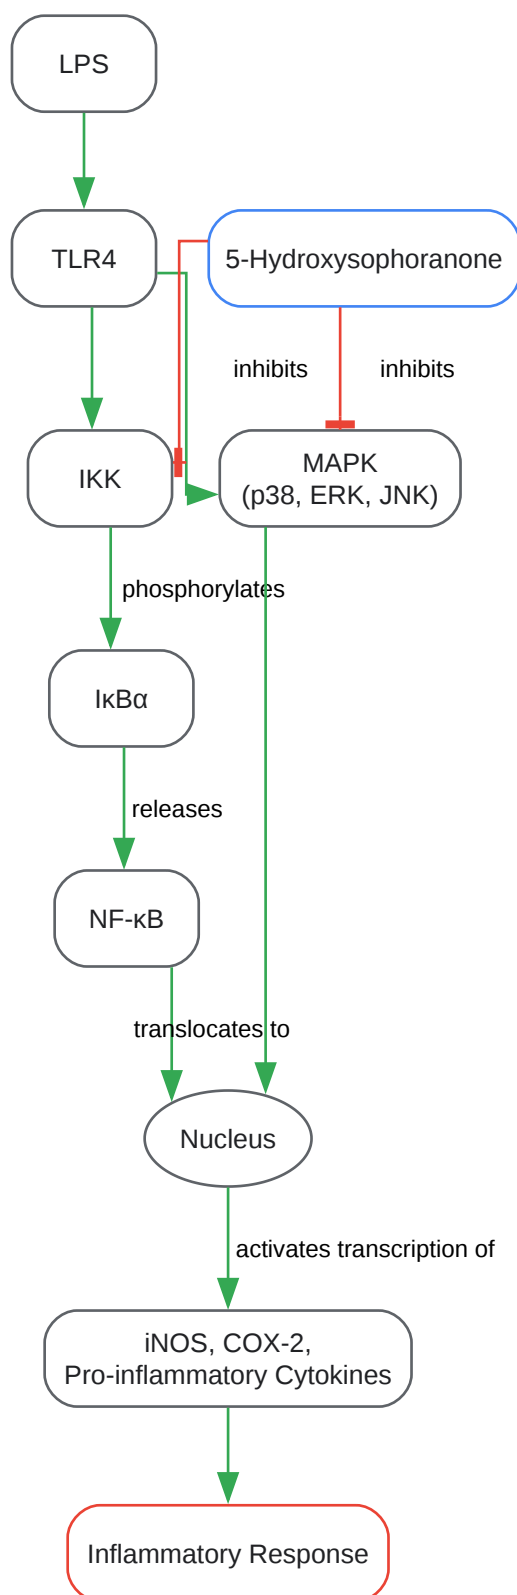 LPS
TLR4
5-Hydroxysophoranone
inhibits
inhibits
IKK
MAPK
(p38, ERK, JNK)
phosphorylates
IκBα
releases
NF-κB
translocates to
Nucleus
activates transcription of
iNOS, COX-2,
Pro-inflammatory Cytokines
Inflammatory Response